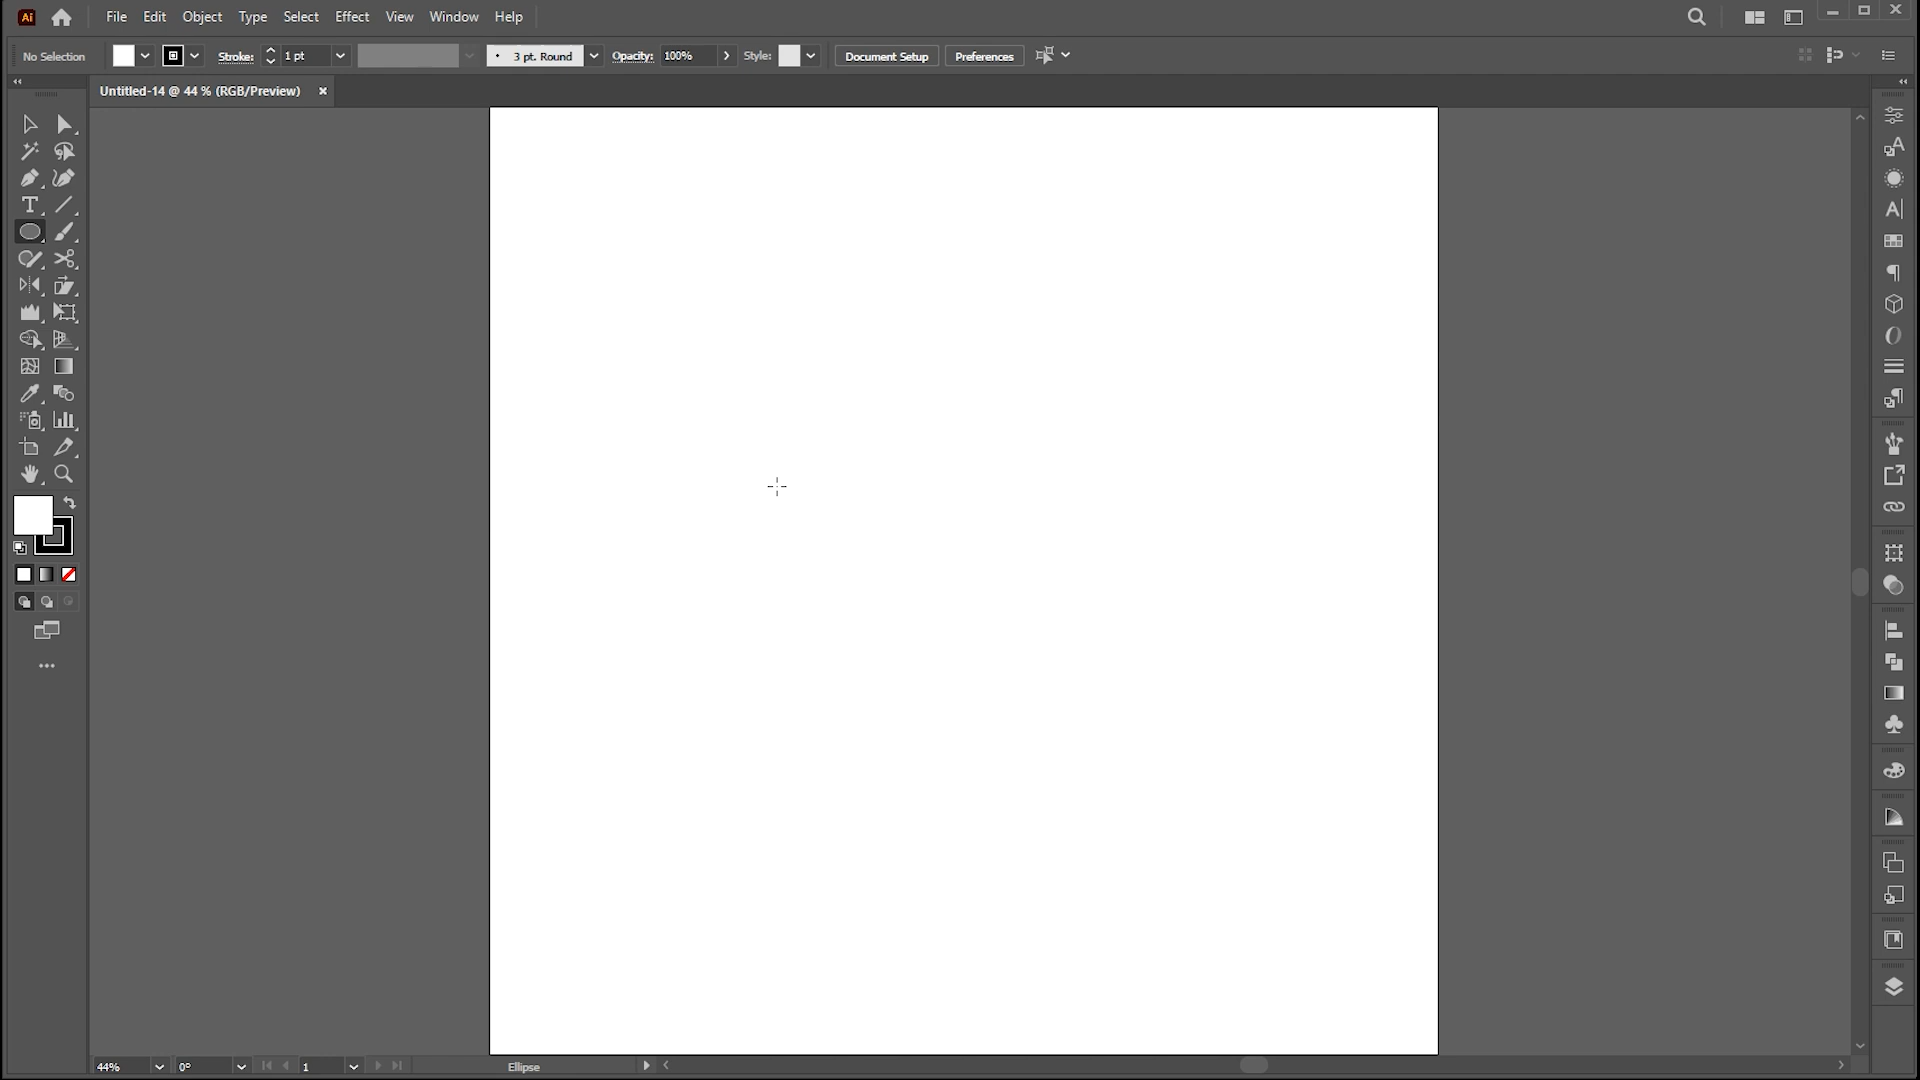 Ai File Edit Object Type Select Effect View Window Help
No Selection Stroke: 1 pt 3 pt. Round Opacity: 100% Style: Document Setup Preferences
Untitled-14 @ 44 % (RGB/Preview) ×
44% 0° 1 Ellipse